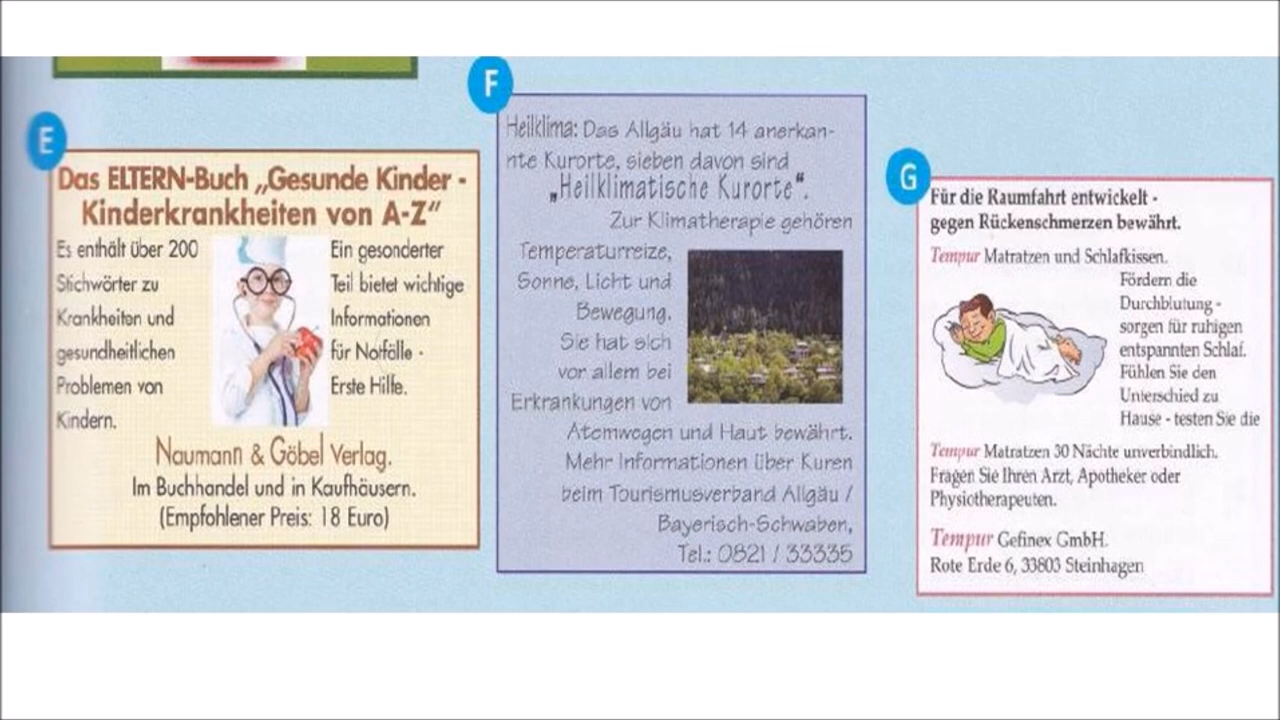 E
Das ELTERN-Buch „Gesunde Kinder -
Kinderkrankheiten von A-Z“
Es enthält über 200
Stichwörter zu
Krankheiten und
gesundheitlichen
Problemen von
Kindern.
Ein gesonderter
Teil bietet wichtige
Informationen
für Notfälle -
Erste Hilfe.
Naumann & Göbel Verlag.
Im Buchhandel und in Kaufhäusern.
(Empfohlener Preis: 18 Euro)
F
Heilklima: Das Allgäu hat 14 anerkan-
nte Kurorte, sieben davon sind
„Heilklimatische Kurorte“.
Zur Klimatherapie gehören
Temperaturreize,
Sonne, Licht und
Bewegung.
Sie hat sich
vor allem bei
Erkrankungen von
Atemwegen und Haut bewährt.
Mehr Informationen über Kuren
beim Tourismusverband Allgäu /
Bayerisch-Schwaben,
Tel.: 0821 / 33335
G
Für die Raumfahrt entwickelt -
gegen Rückenschmerzen bewährt.
Tempur Matratzen und Schlafkissen.
Fördern die
Durchblutung -
sorgen für ruhigen
entspannten Schlaf.
Fühlen Sie den
Unterschied zu
Hause - testen Sie die
Tempur Matratzen 30 Nächte unverbindlich.
Fragen Sie Ihren Arzt, Apotheker oder
Physiotherapeuten.
Tempur Gefinex GmbH.
Rote Erde 6, 33803 Steinhagen